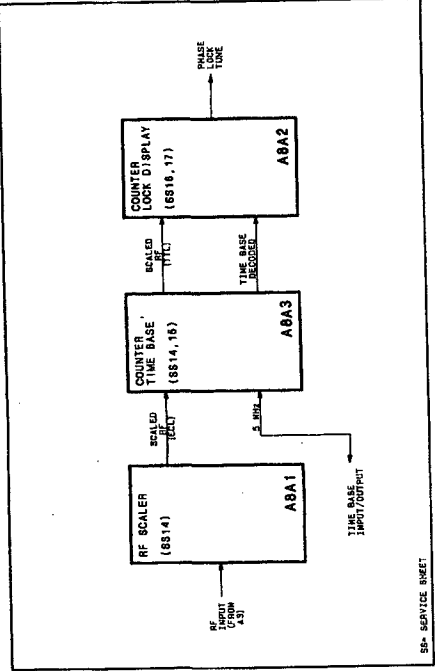 RF
INPUT
(FROM
A3)
RF SCALER
(SS14)
A8A1
SCALED
RF
(ECL)
5 MHz
TIME BASE
INPUT/OUTPUT
COUNTER
TIME BASE
(SS14,15)
A8A3
SCALED
RF
(TTL)
TIME BASE
DECODED
COUNTER
LOCK DISPLAY
(SS16,17)
A8A2
PHASE
LOCK
TUNE
SS= SERVICE SHEET